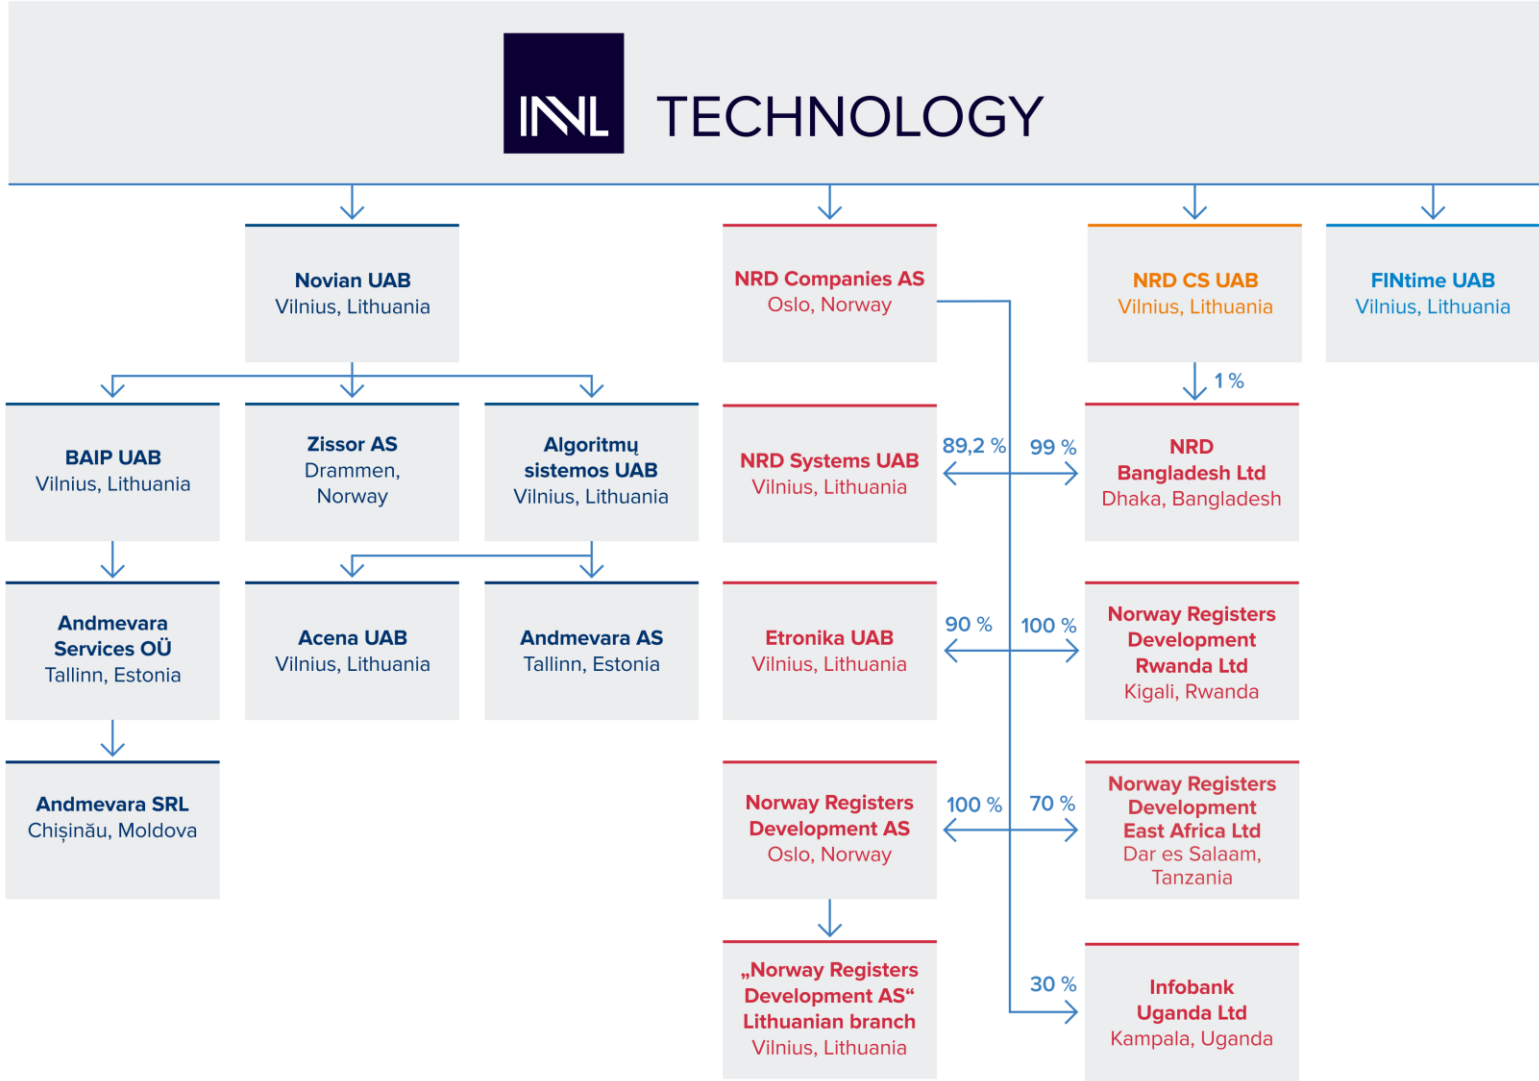 INVL TECHNOLOGY
Novian UAB
Vilnius, Lithuania
NRD Companies AS
Oslo, Norway
NRD CS UAB
Vilnius, Lithuania
FINtime UAB
Vilnius, Lithuania
1 %
BAIP UAB
Vilnius, Lithuania
Zissor AS
Drammen,
Norway
Algoritmų
sistemos UAB
Vilnius, Lithuania
NRD Systems UAB
Vilnius, Lithuania
89,2 %
99 %
NRD
Bangladesh Ltd
Dhaka, Bangladesh
Andmevara
Services OÜ
Tallinn, Estonia
Acena UAB
Vilnius, Lithuania
Andmevara AS
Tallinn, Estonia
Etronika UAB
Vilnius, Lithuania
90 %
100 %
Norway Registers
Development
Rwanda Ltd
Kigali, Rwanda
Andmevara SRL
Chișinău, Moldova
Norway Registers
Development AS
Oslo, Norway
100 %
70 %
Norway Registers
Development
East Africa Ltd
Dar es Salaam,
Tanzania
„Norway Registers
Development AS“
Lithuanian branch
Vilnius, Lithuania
30 %
Infobank
Uganda Ltd
Kampala, Uganda